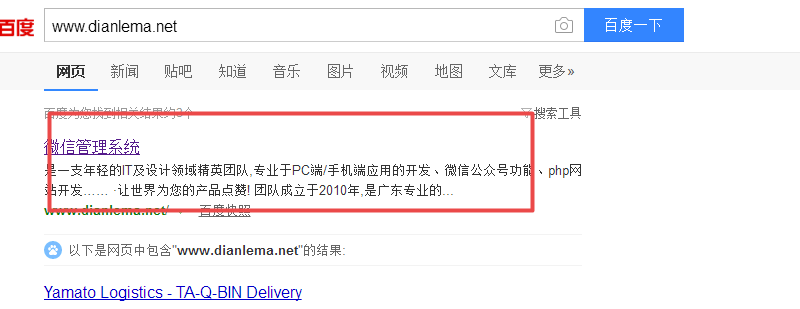 百度
www.dianlema.net
百度一下
网页 新闻 贴吧 知道 音乐 图片 视频 地图 文库 更多»
百度为您找到相关结果约3个
搜索工具
微信管理系统
是一支年轻的IT及设计领域精英团队,专业于PC端/手机端应用的开发、微信公众号功能、php网
站开发...... -让世界为您的产品点赞! 团队成立于2010年,是广东专业的...
www.dianlema.net/ 百度快照
以下是网页中包含"www.dianlema.net"的结果:
Yamato Logistics - TA-Q-BIN Delivery